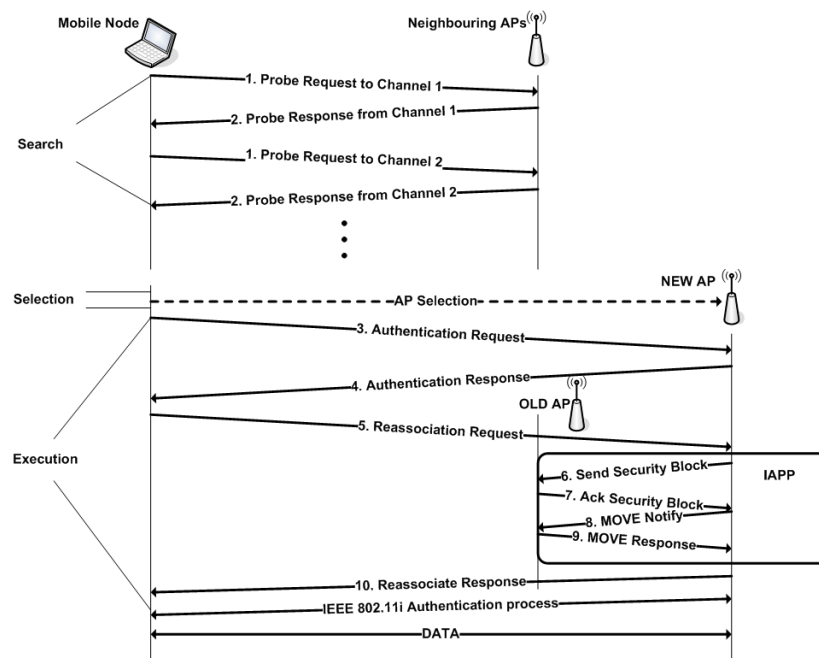 Mobile Node
Neighbouring APs
1. Probe Request to Channel 1
2. Probe Response from Channel 1
Search
1. Probe Request to Channel 2
2. Probe Response from Channel 2
NEW AP
Selection
AP Selection
3. Authentication Request
4. Authentication Response
OLD AP
5. Reassociation Request
Execution
6. Send Security Block
IAPP
7. Ack Security Block
8. MOVE Notify
9. MOVE Response
10. Reassociate Response
IEEE 802.11i Authentication process
DATA